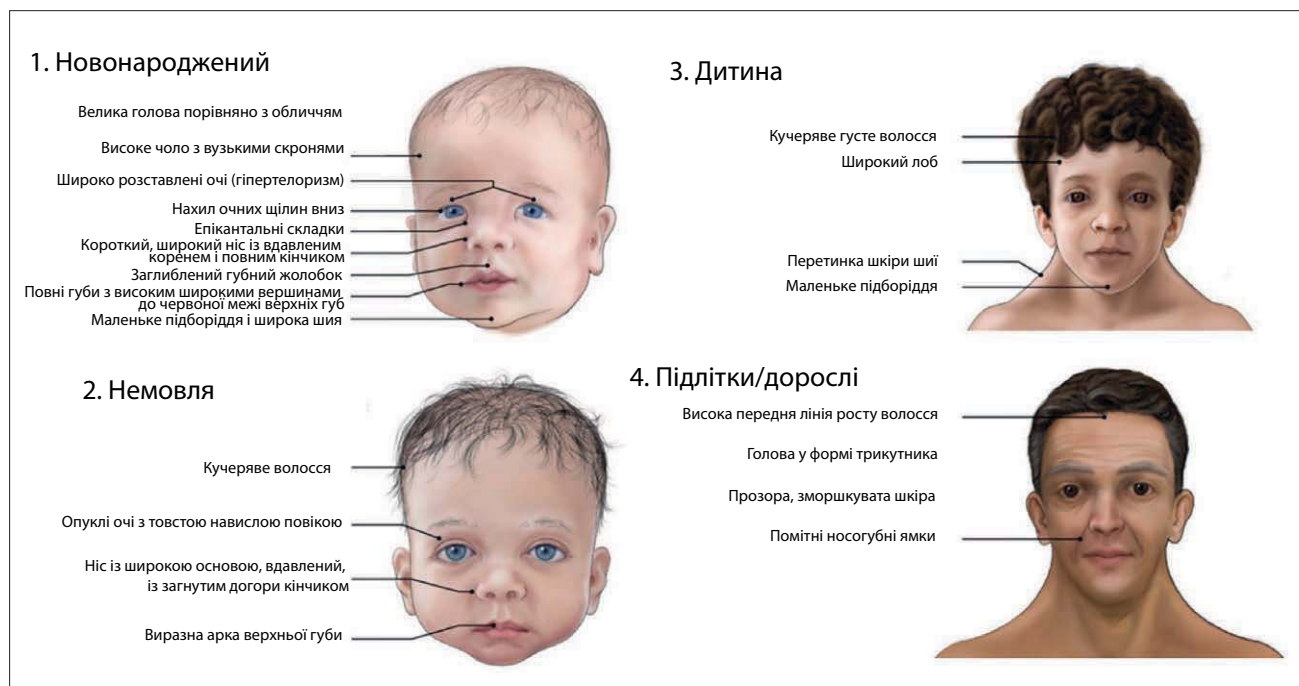 1. Новонароджений
Велика голова порівняно з обличчям
Високе чоло з вузькими скронями
Широко розставлені очі (гіпертелоризм)
Нахил очних щілин вниз
Епікантальні складки
Короткий, широкий ніс із вдавленим
коренем і повним кінчиком
Заглиблений губний жолобок
Повні губи з високим широкими вершинами
до червоної межі верхніх губ
Маленьке підборіддя і широка шия
2. Немовля
Кучеряве волосся
Опуклі очі з товстою нависlою повікою
Ніс із широкою основою, вдавлений,
із загнутим догори кінчиком
Виразна арка верхньої губи
3. Дитина
Кучеряве густе волосся
Широкий лоб
Перетинка шкіри шиї
Маленьке підборіддя
4. Підлітки/дорослі
Висока передня лінія росту волосся
Голова у формі трикутника
Прозора, зморшкувата шкіра
Помітні носогубні ямки